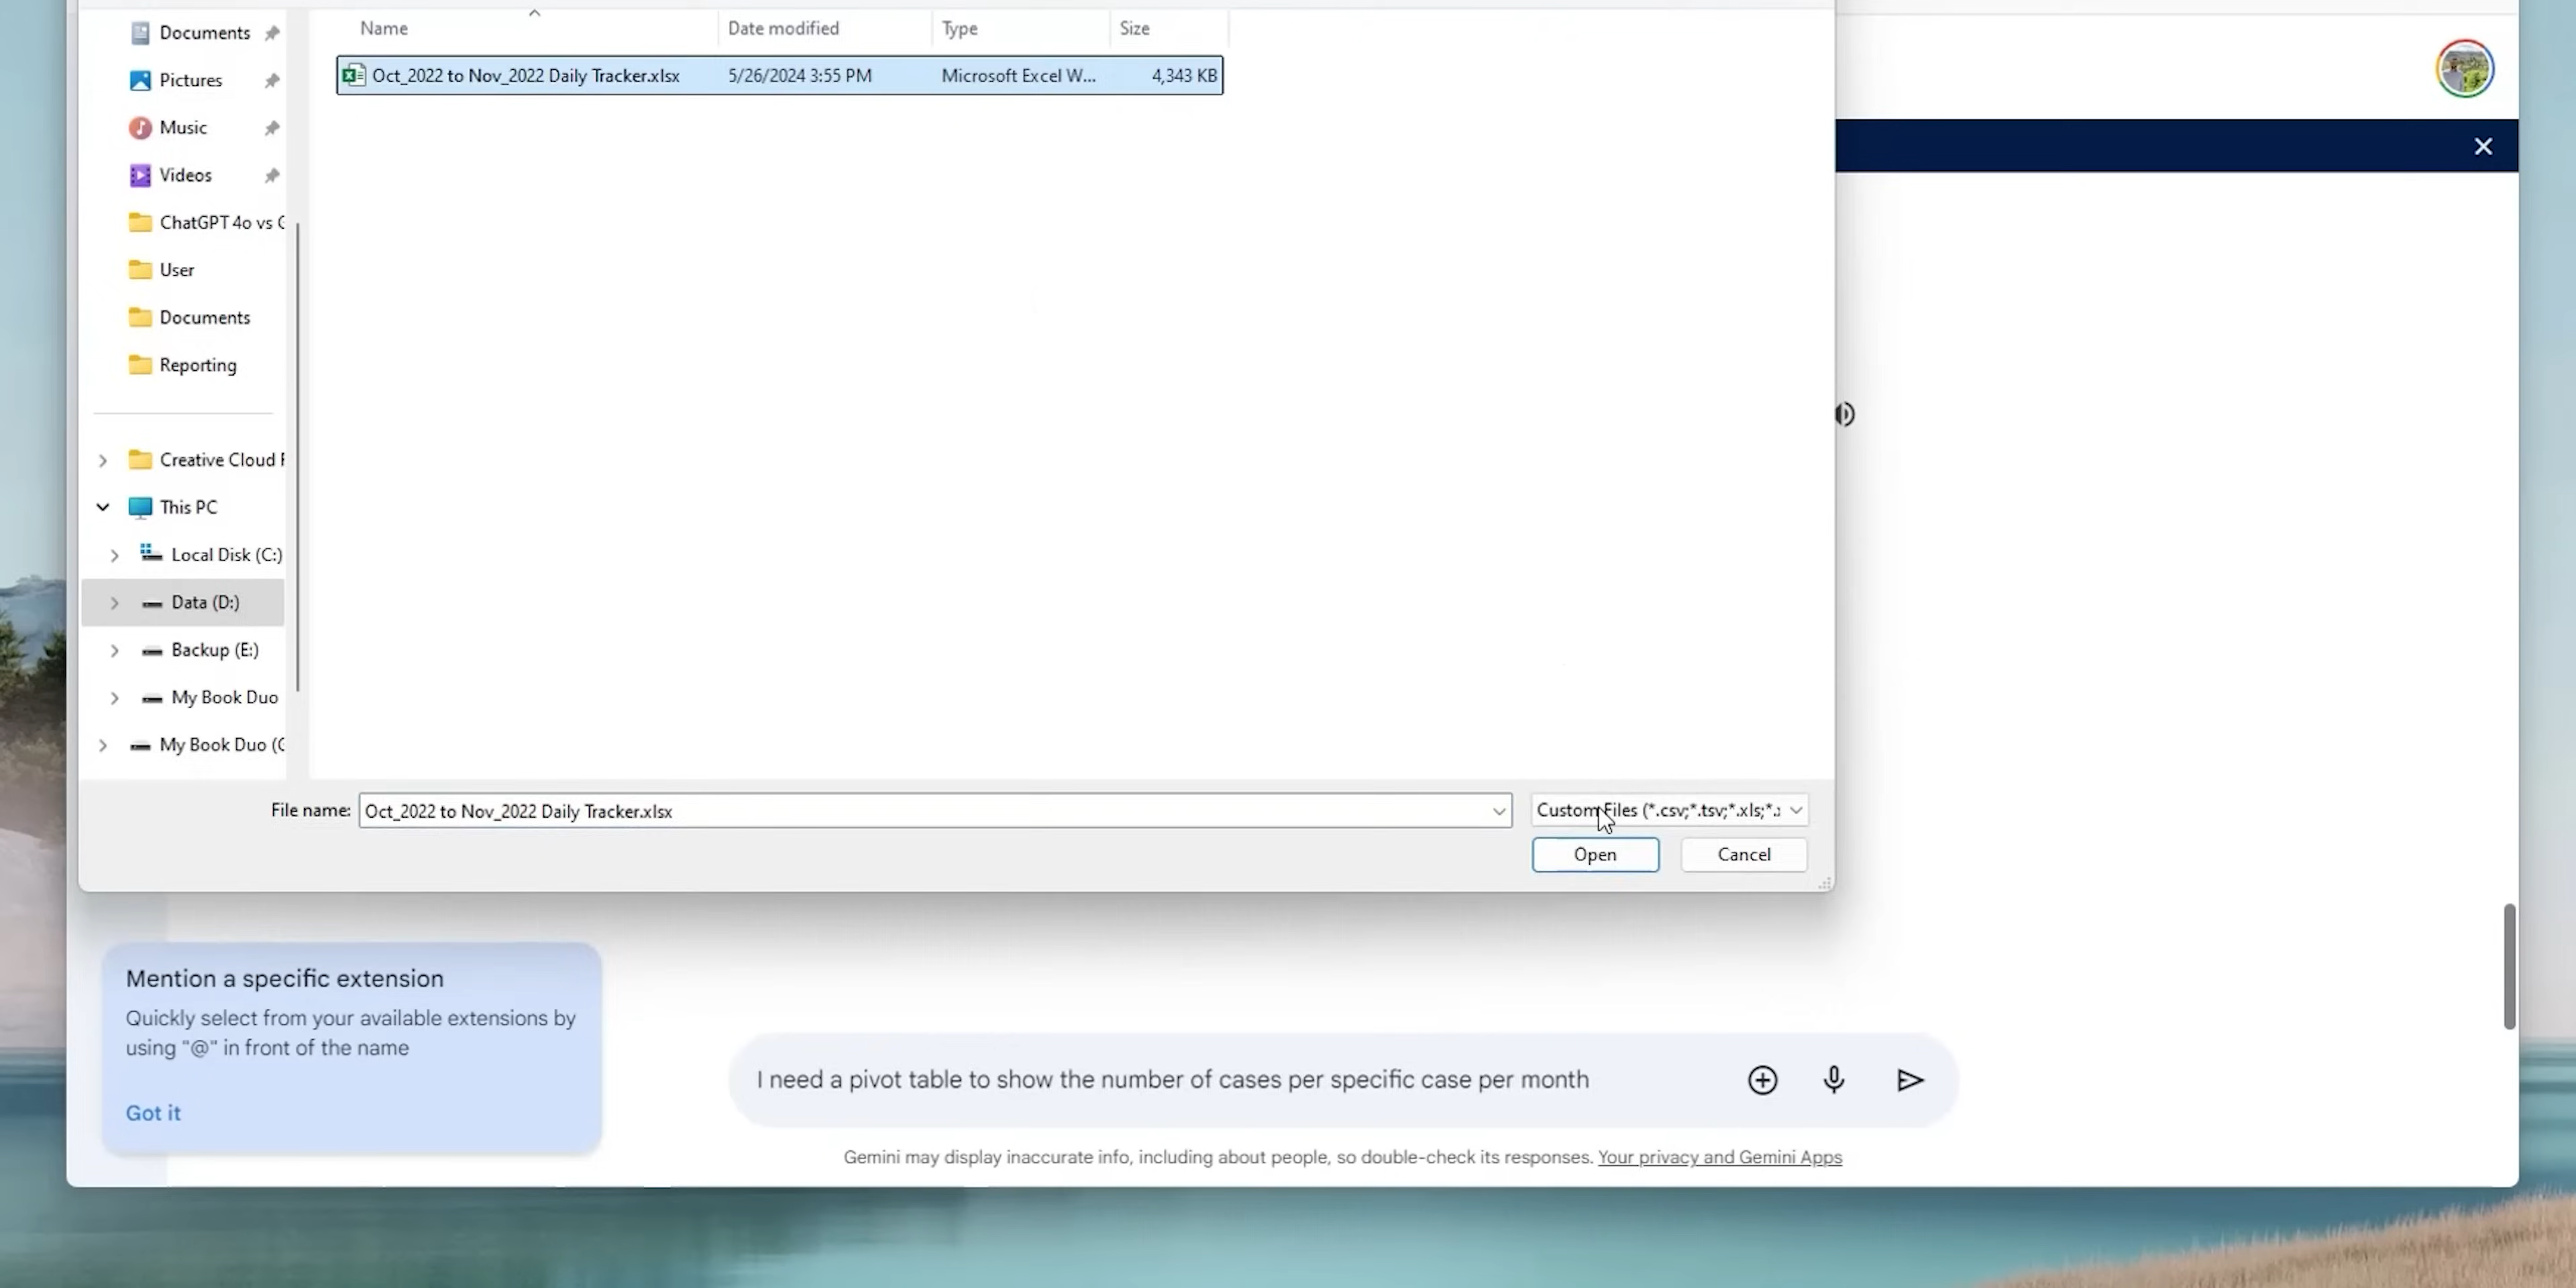 Name
Date modified
Type
Size
Documents
Oct_2022 to Nov_2022 Daily Tracker.xlsx
5/26/2024 3:55 PM
Microsoft Excel W...
4,343 KB
Pictures
Music
Videos
ChatGPT 4o vs
User
Documents
Reporting
Creative Cloud
This PC
Local Disk (C:)
Data (D:)
Backup (E:)
My Book Duo
My Book Duo
File name:
Oct_2022 to Nov_2022 Daily Tracker.xlsx
Custom Files (*.csv;*.tsv;*.xls;*.
Open
Cancel
Mention a specific extension
Quickly select from your available extensions by
using "@" in front of the name
Got it
I need a pivot table to show the number of cases per specific case per month
Gemini may display inaccurate info, including about people, so double-check its responses. Your privacy and Gemini Apps